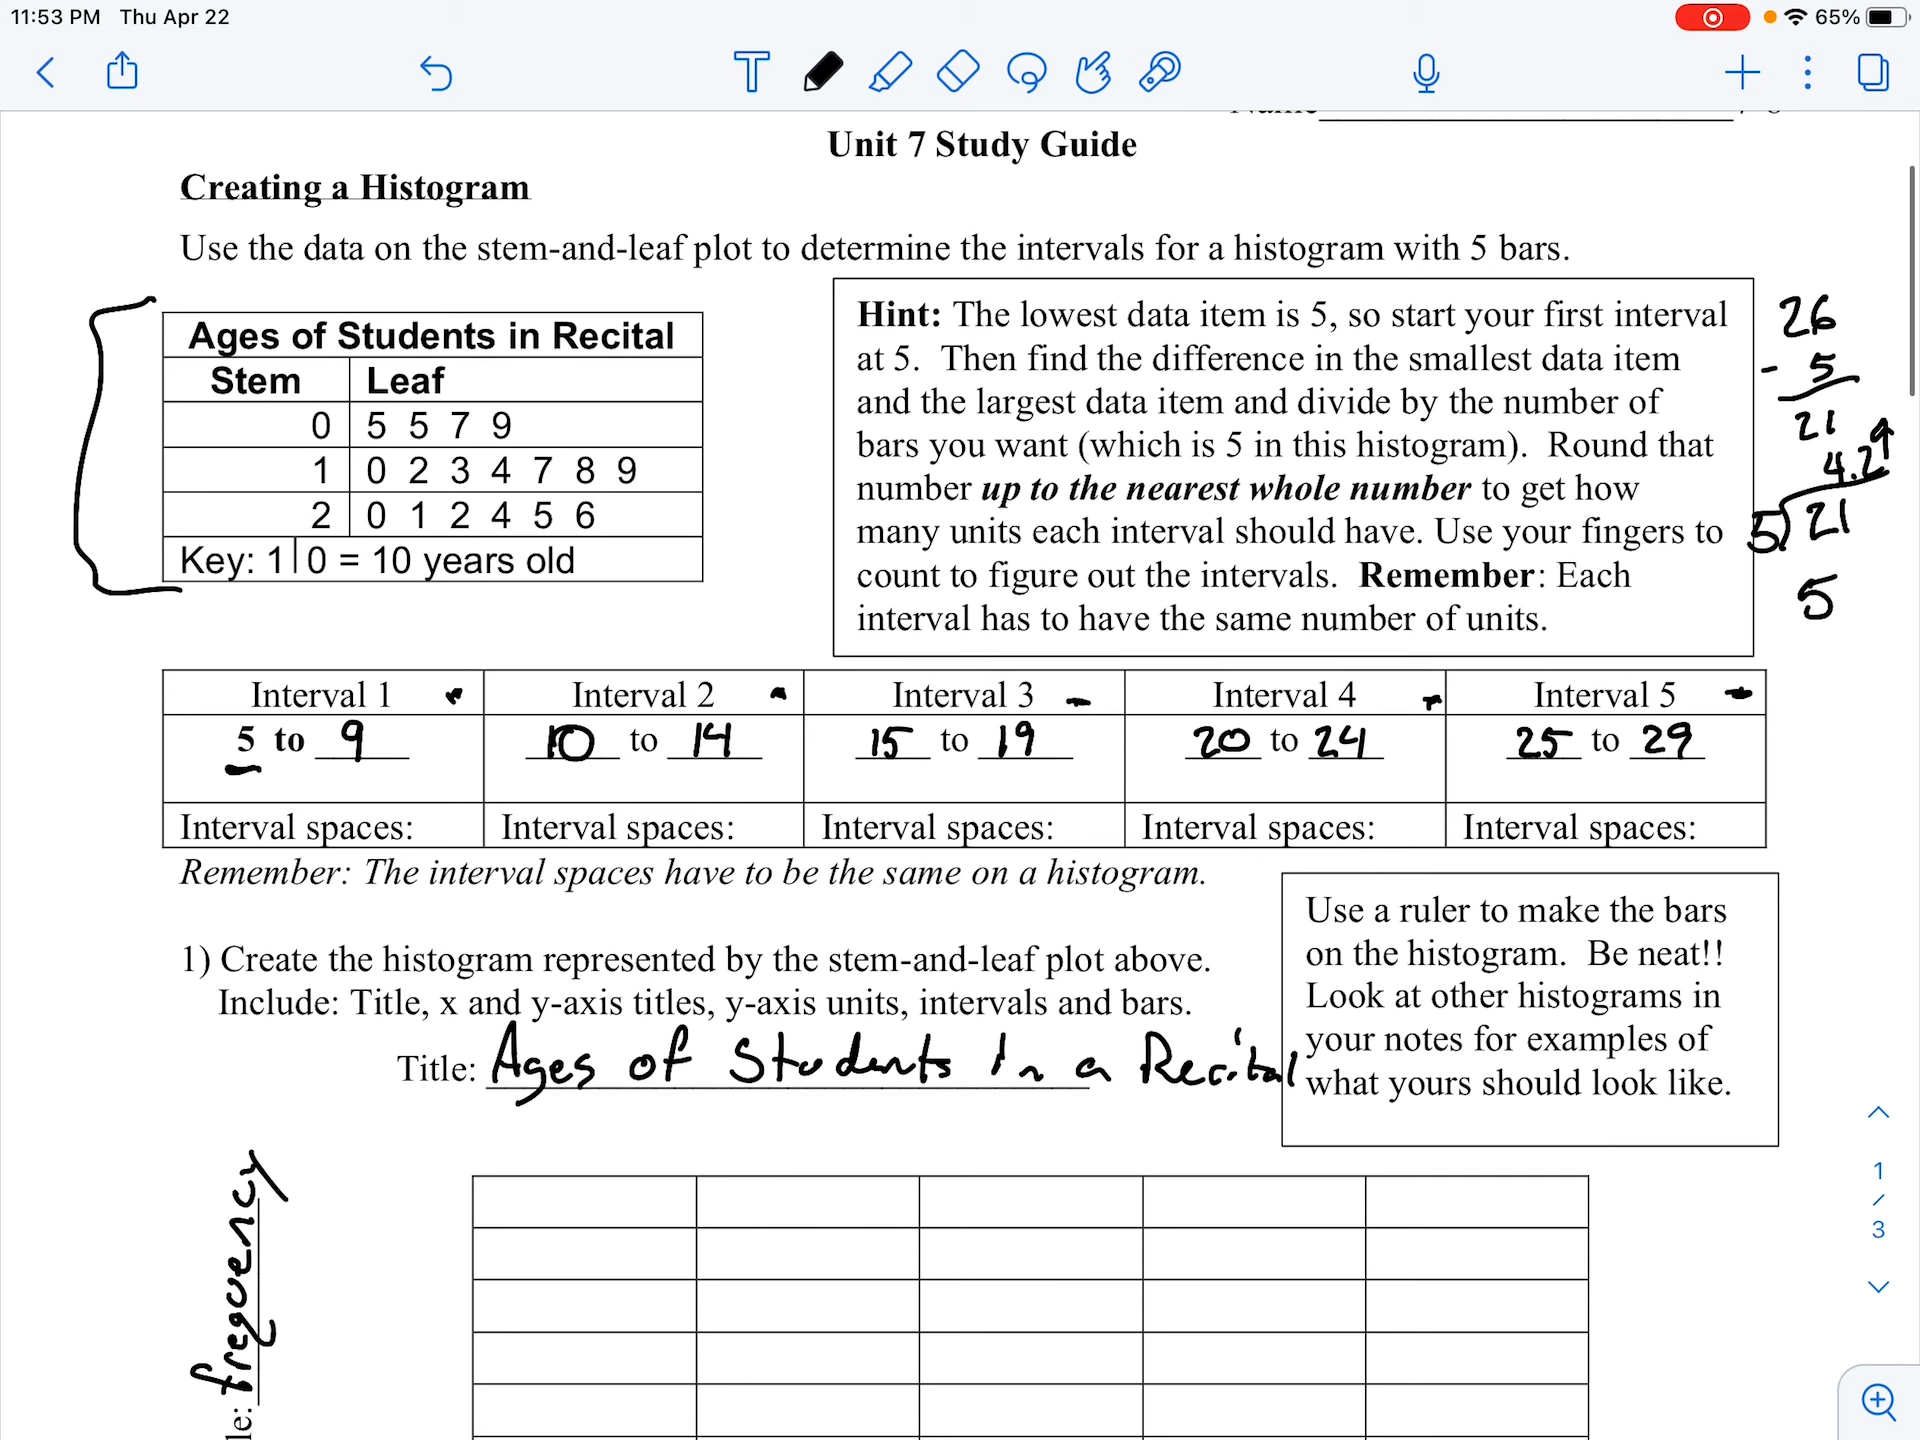 11:53 PM Thu Apr 22
65%
Unit 7 Study Guide
Creating a Histogram
Use the data on the stem-and-leaf plot to determine the intervals for a histogram with 5 bars.
Ages of Students in Recital
Stem Leaf
0 5 5 7 9
1 0 2 3 4 7 8 9
2 0 1 2 4 5 6
Key: 1|0 = 10 years old
Hint: The lowest data item is 5, so start your first interval
at 5. Then find the difference in the smallest data item
and the largest data item and divide by the number of
bars you want (which is 5 in this histogram). Round that
number up to the nearest whole number to get how
many units each interval should have. Use your fingers to
count to figure out the intervals. Remember: Each
interval has to have the same number of units.
26
- 5
21
4.2
5)21
5
Interval 1 Interval 2 Interval 3 Interval 4 Interval 5
5 to 9 10 to 14 15 to 19 20 to 24 25 to 29
Interval spaces: Interval spaces: Interval spaces: Interval spaces: Interval spaces:
Remember: The interval spaces have to be the same on a histogram.
1) Create the histogram represented by the stem-and-leaf plot above.
Include: Title, x and y-axis titles, y-axis units, intervals and bars.
Title: Ages of Students in a Recital
Use a ruler to make the bars
on the histogram. Be neat!!
Look at other histograms in
your notes for examples of
what yours should look like.
frequency
1
/
3